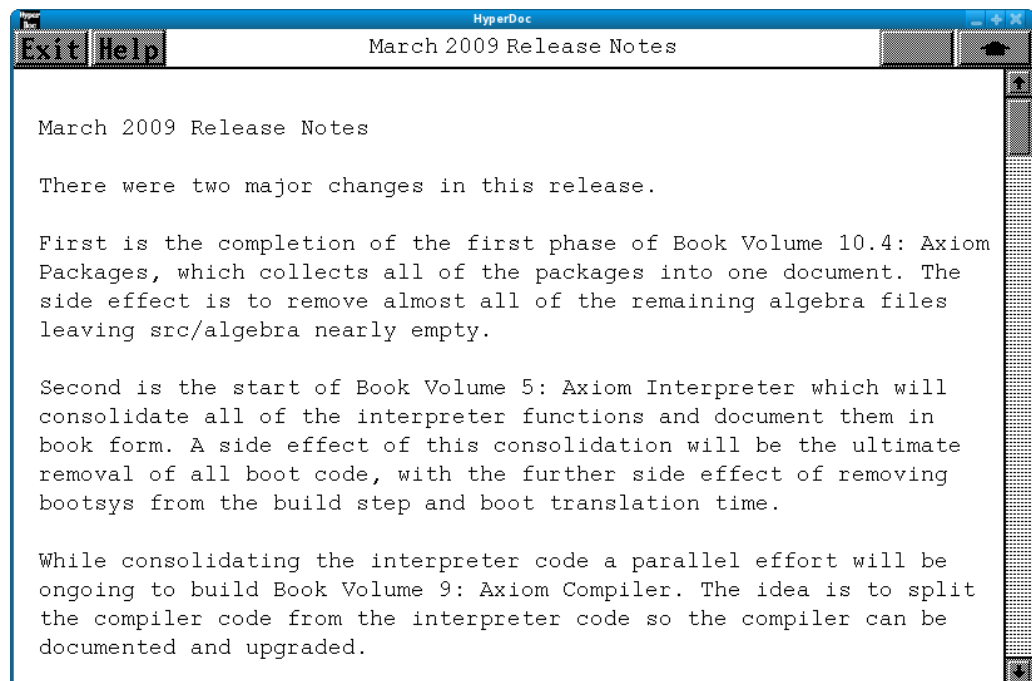 Hyper
Doc
HyperDoc
Exit Help
March 2009 Release Notes
March 2009 Release Notes
There were two major changes in this release.
First is the completion of the first phase of Book Volume 10.4: Axiom
Packages, which collects all of the packages into one document. The
side effect is to remove almost all of the remaining algebra files
leaving src/algebra nearly empty.
Second is the start of Book Volume 5: Axiom Interpreter which will
consolidate all of the interpreter functions and document them in
book form. A side effect of this consolidation will be the ultimate
removal of all boot code, with the further side effect of removing
bootsys from the build step and boot translation time.
While consolidating the interpreter code a parallel effort will be
ongoing to build Book Volume 9: Axiom Compiler. The idea is to split
the compiler code from the interpreter code so the compiler can be
documented and upgraded.